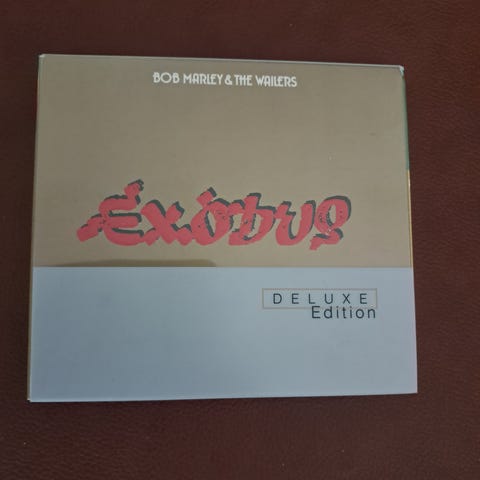 BOB MARLEY & THE WAILERS
EXODUS
DELUXE
Edition